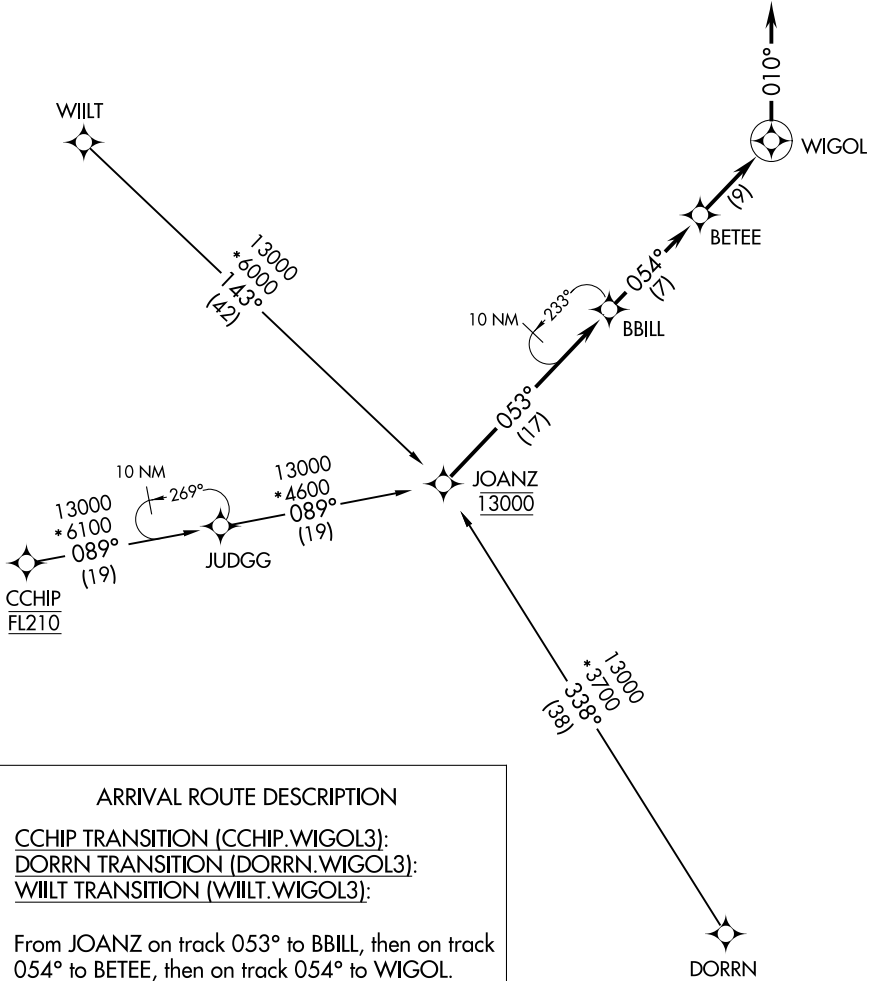 010°
WIILT
WIGOL
(9)
BETEE
13000
*6000
143°
(42)
054°
(7)
10 NM
233°
BBILL
053°
(17)
10 NM
269°
13000
*4600
089°
(19)
JOANZ
13000
13000
*6100
089°
(19)
JUDGG
CCHIP
FL210
13000
*3700
338°
(38)
DORRN
ARRIVAL ROUTE DESCRIPTION
CCHIP TRANSITION (CCHIP.WIGOL3):
DORRN TRANSITION (DORRN.WIGOL3):
WIILT TRANSITION (WIILT.WIGOL3):
From JOANZ on track 053° to BBILL, then on track
054° to BETEE, then on track 054° to WIGOL.